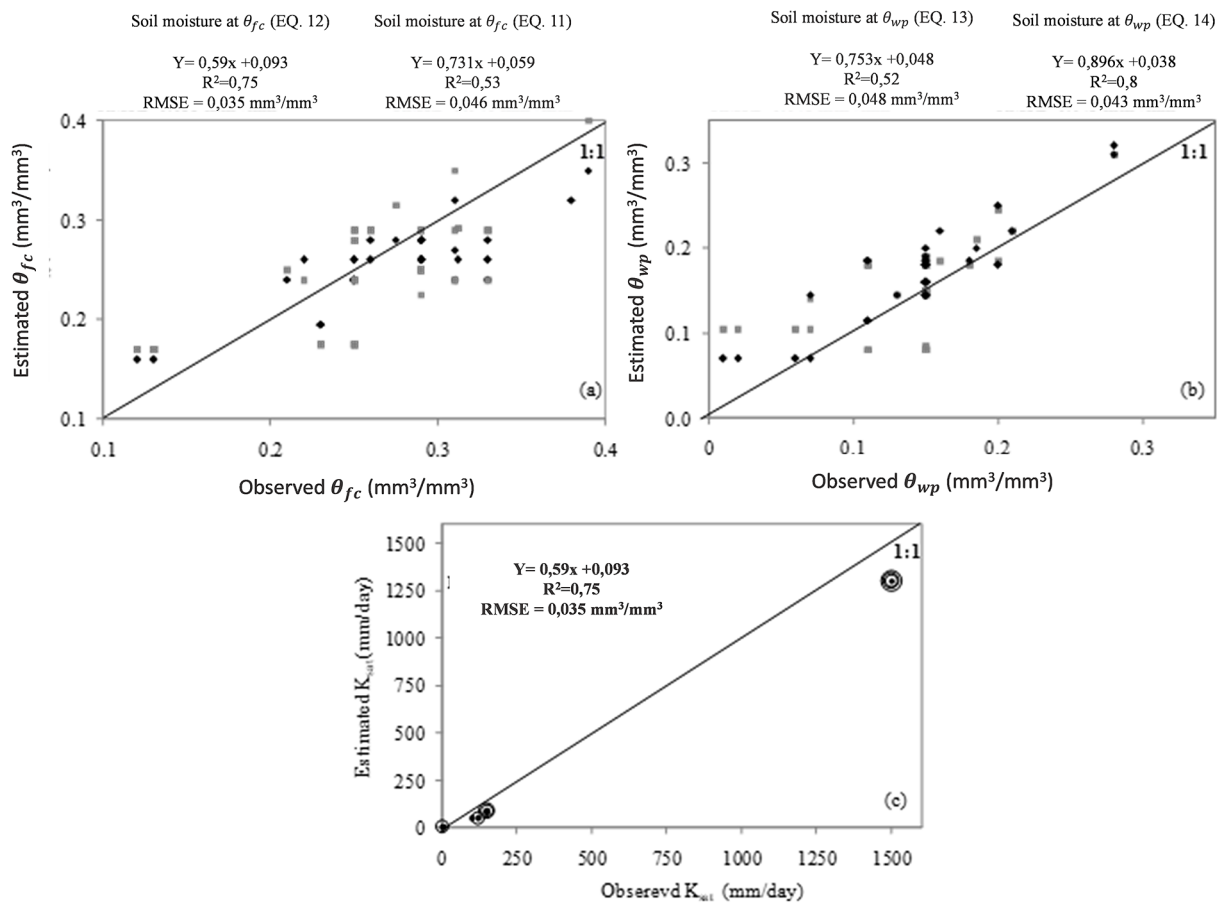 Soil moisture at θfc (EQ. 12)
Y= 0,59x +0,093
R²=0,75
RMSE = 0,035 mm³/mm³
Soil moisture at θfc (EQ. 11)
Y= 0,731x +0,059
R²=0,53
RMSE = 0,046 mm³/mm³
Soil moisture at θwp (EQ. 13)
Y= 0,753x +0,048
R²=0,52
RMSE = 0,048 mm³/mm³
Soil moisture at θwp (EQ. 14)
Y= 0,896x +0,038
R²=0,8
RMSE = 0,043 mm³/mm³
Estimated θfc (mm³/mm³)
0.4
0.3
0.2
0.1
1:1
(a)
0.1 0.2 0.3 0.4
Observed θfc (mm³/mm³)
Estimated θwp (mm³/mm³)
0.3
0.2
0.1
0.0
1:1
(b)
0 0.1 0.2 0.3
Observed θwp (mm³/mm³)
Estimated Ksat(mm/day)
1500
1250
1000
750
500
250
0
Y= 0,59x +0,093
R²=0,75
RMSE = 0,035 mm³/mm³
1:1
(c)
0 250 500 750 1000 1250 1500
Obserevd Ksat (mm/day)